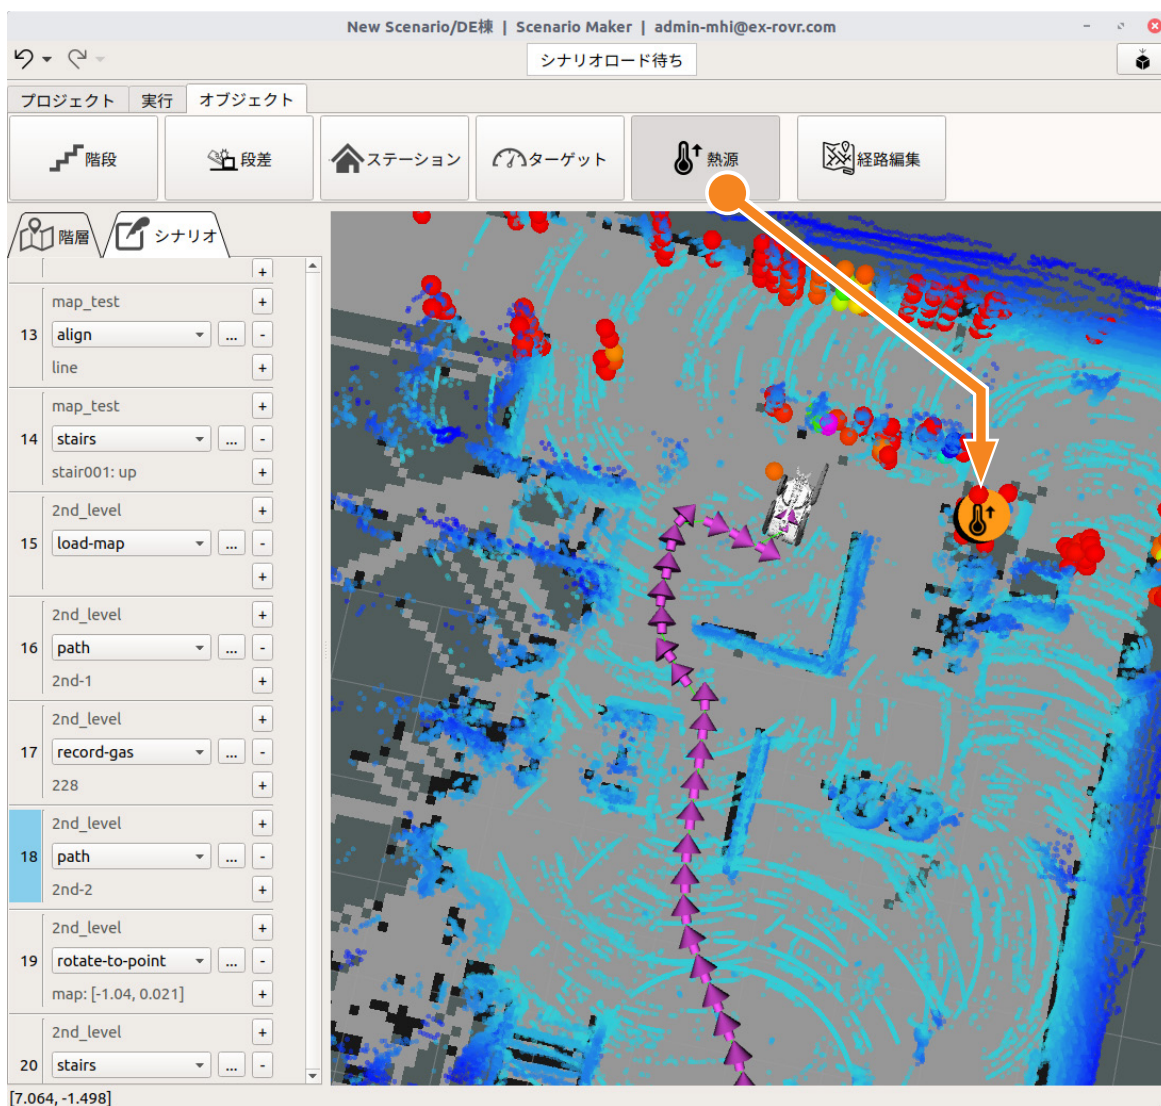 New Scenario/DE棟 | Scenario Maker | admin-mhi@ex-rovr.com
シナリオロード待ち
プロジェクト 実行 オブジェクト
階段 段差 ステーション ターゲット 熱源 経路編集
階層 シナリオ
+
map_test +
13 align ... -
line +
map_test +
14 stairs ... -
stair001: up +
2nd_level +
15 load-map ... -
+
2nd_level +
16 path ... -
2nd-1 +
2nd_level +
17 record-gas ... -
228 +
2nd_level +
18 path ... -
2nd-2 +
2nd_level +
19 rotate-to-point ... -
map: [-1.04, 0.021] +
2nd_level +
20 stairs ... -
[7.064, -1.498]